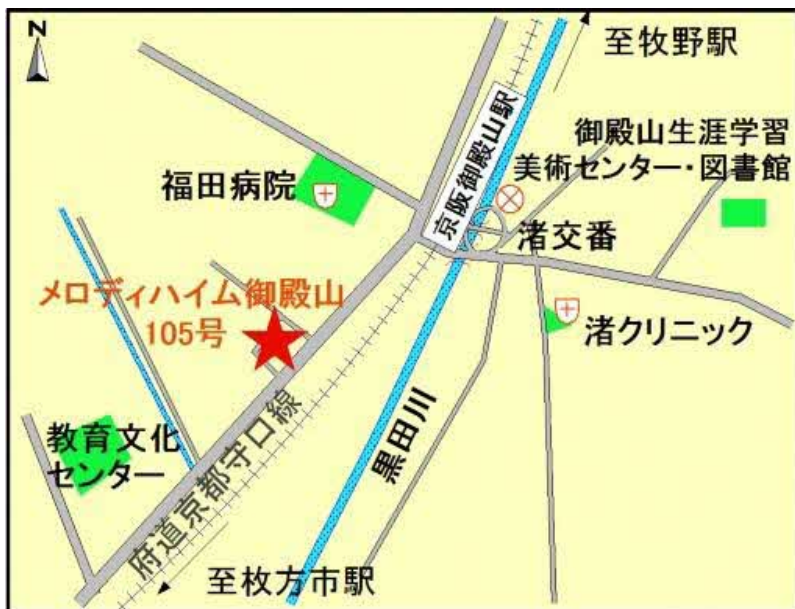 N
至牧野駅
御殿山生涯学習
美術センター・図書館
京阪御殿山駅
福田病院
渚交番
メロディハイム御殿山
105号
渚クリニック
教育文化
センター
黒田川
府道京都守口線
至枚方市駅